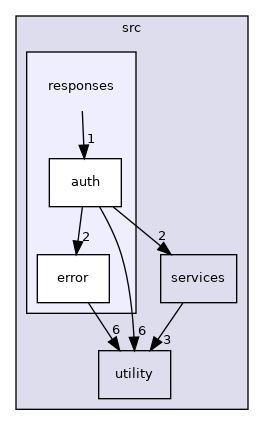 src
responses
1
auth
2
2
error
services
6
6
3
utility